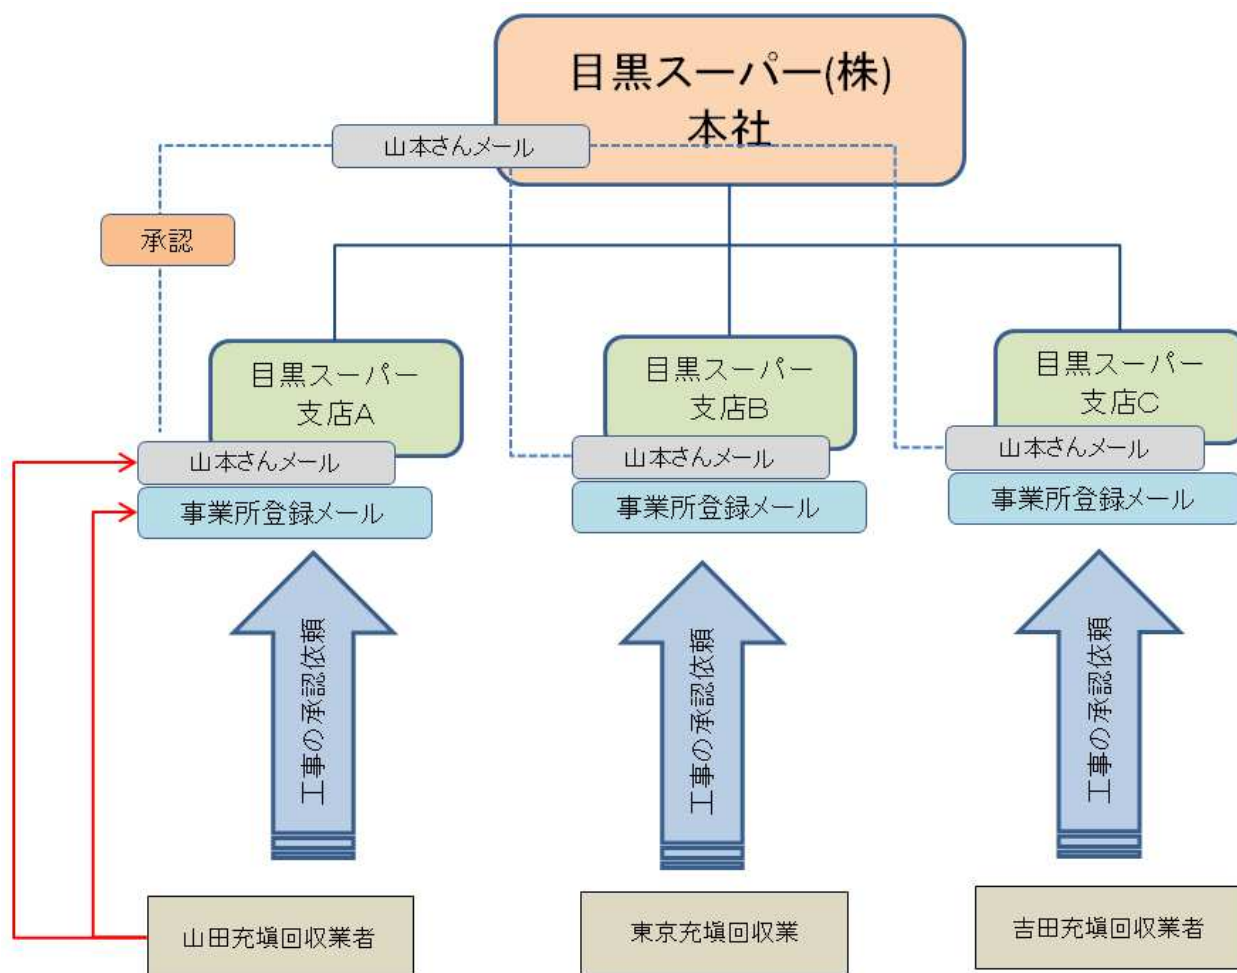 目黒スーパー(株)
本社
山本さんメール
承認
目黒スーパー
支店A
山本さんメール
事業所登録メール
目黒スーパー
支店B
山本さんメール
事業所登録メール
目黒スーパー
支店C
山本さんメール
事業所登録メール
工事の承認依頼
工事の承認依頼
工事の承認依頼
山田充塡回収業者
東京充塡回収業
吉田充塡回収業者